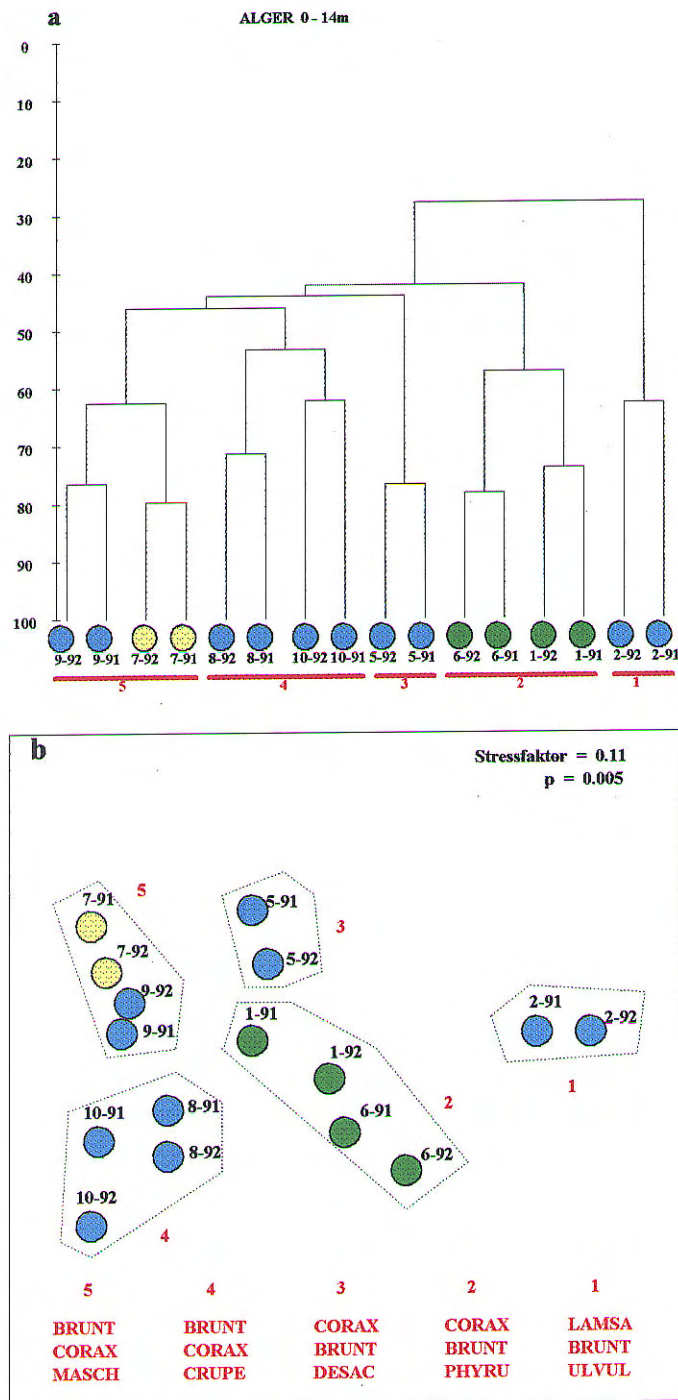 a
ALGER 0 - 14m
0
10
20
30
40
50
60
70
80
90
100
9-92 9-91 7-92 7-91 8-92 8-91 10-92 10-91 5-92 5-91 6-92 6-91 1-92 1-91 2-92 2-91
5 4 3 2 1
b
Stressfaktor = 0.11
p = 0.005
5
7-91
7-92
9-92
9-91
3
5-91
5-92
1-91
1-92
6-91
6-92
2
2-91
2-92
1
10-91
8-91
8-92
10-92
4
5 4 3 2 1
BRUNT BRUNT CORAX CORAX LAMSA
CORAX CORAX BRUNT BRUNT BRUNT
MASCH CRUPE DESAC PHYRU ULVUL